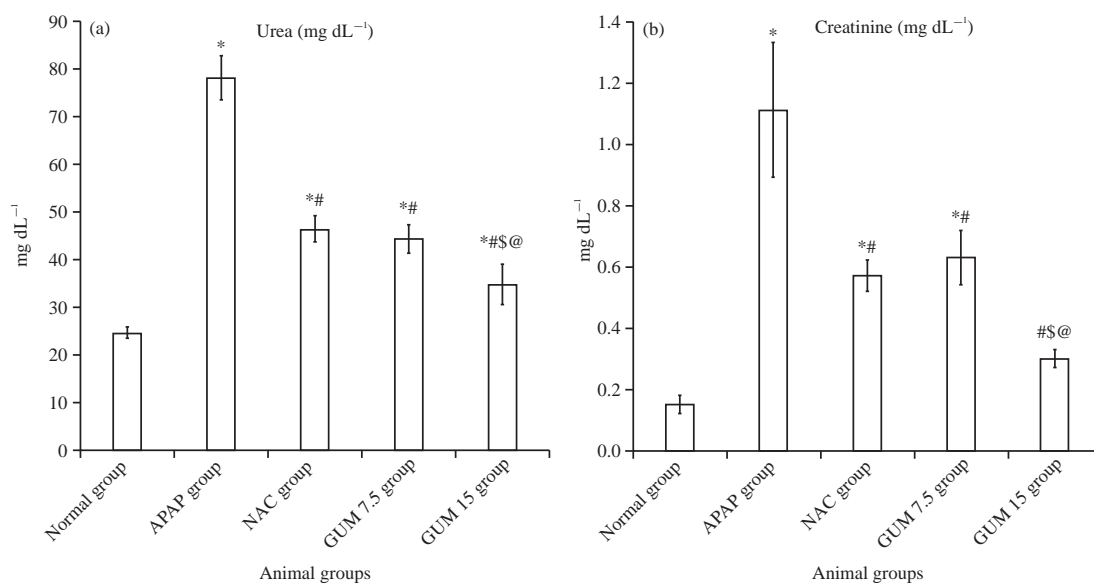 (a)
Urea (mg dL⁻¹)
90
80
70
60
50
40
30
20
10
0
mg dL⁻¹
*
*#
*#
*#$@
Normal group
APAP group
NAC group
GUM 7.5 group
GUM 15 group
Animal groups
(b)
Creatinine (mg dL⁻¹)
1.4
1.2
1.0
0.8
0.6
0.4
0.2
0.0
mg dL⁻¹
*
*#
*#
#$@
Normal group
APAP group
NAC group
GUM 7.5 group
GUM 15 group
Animal groups